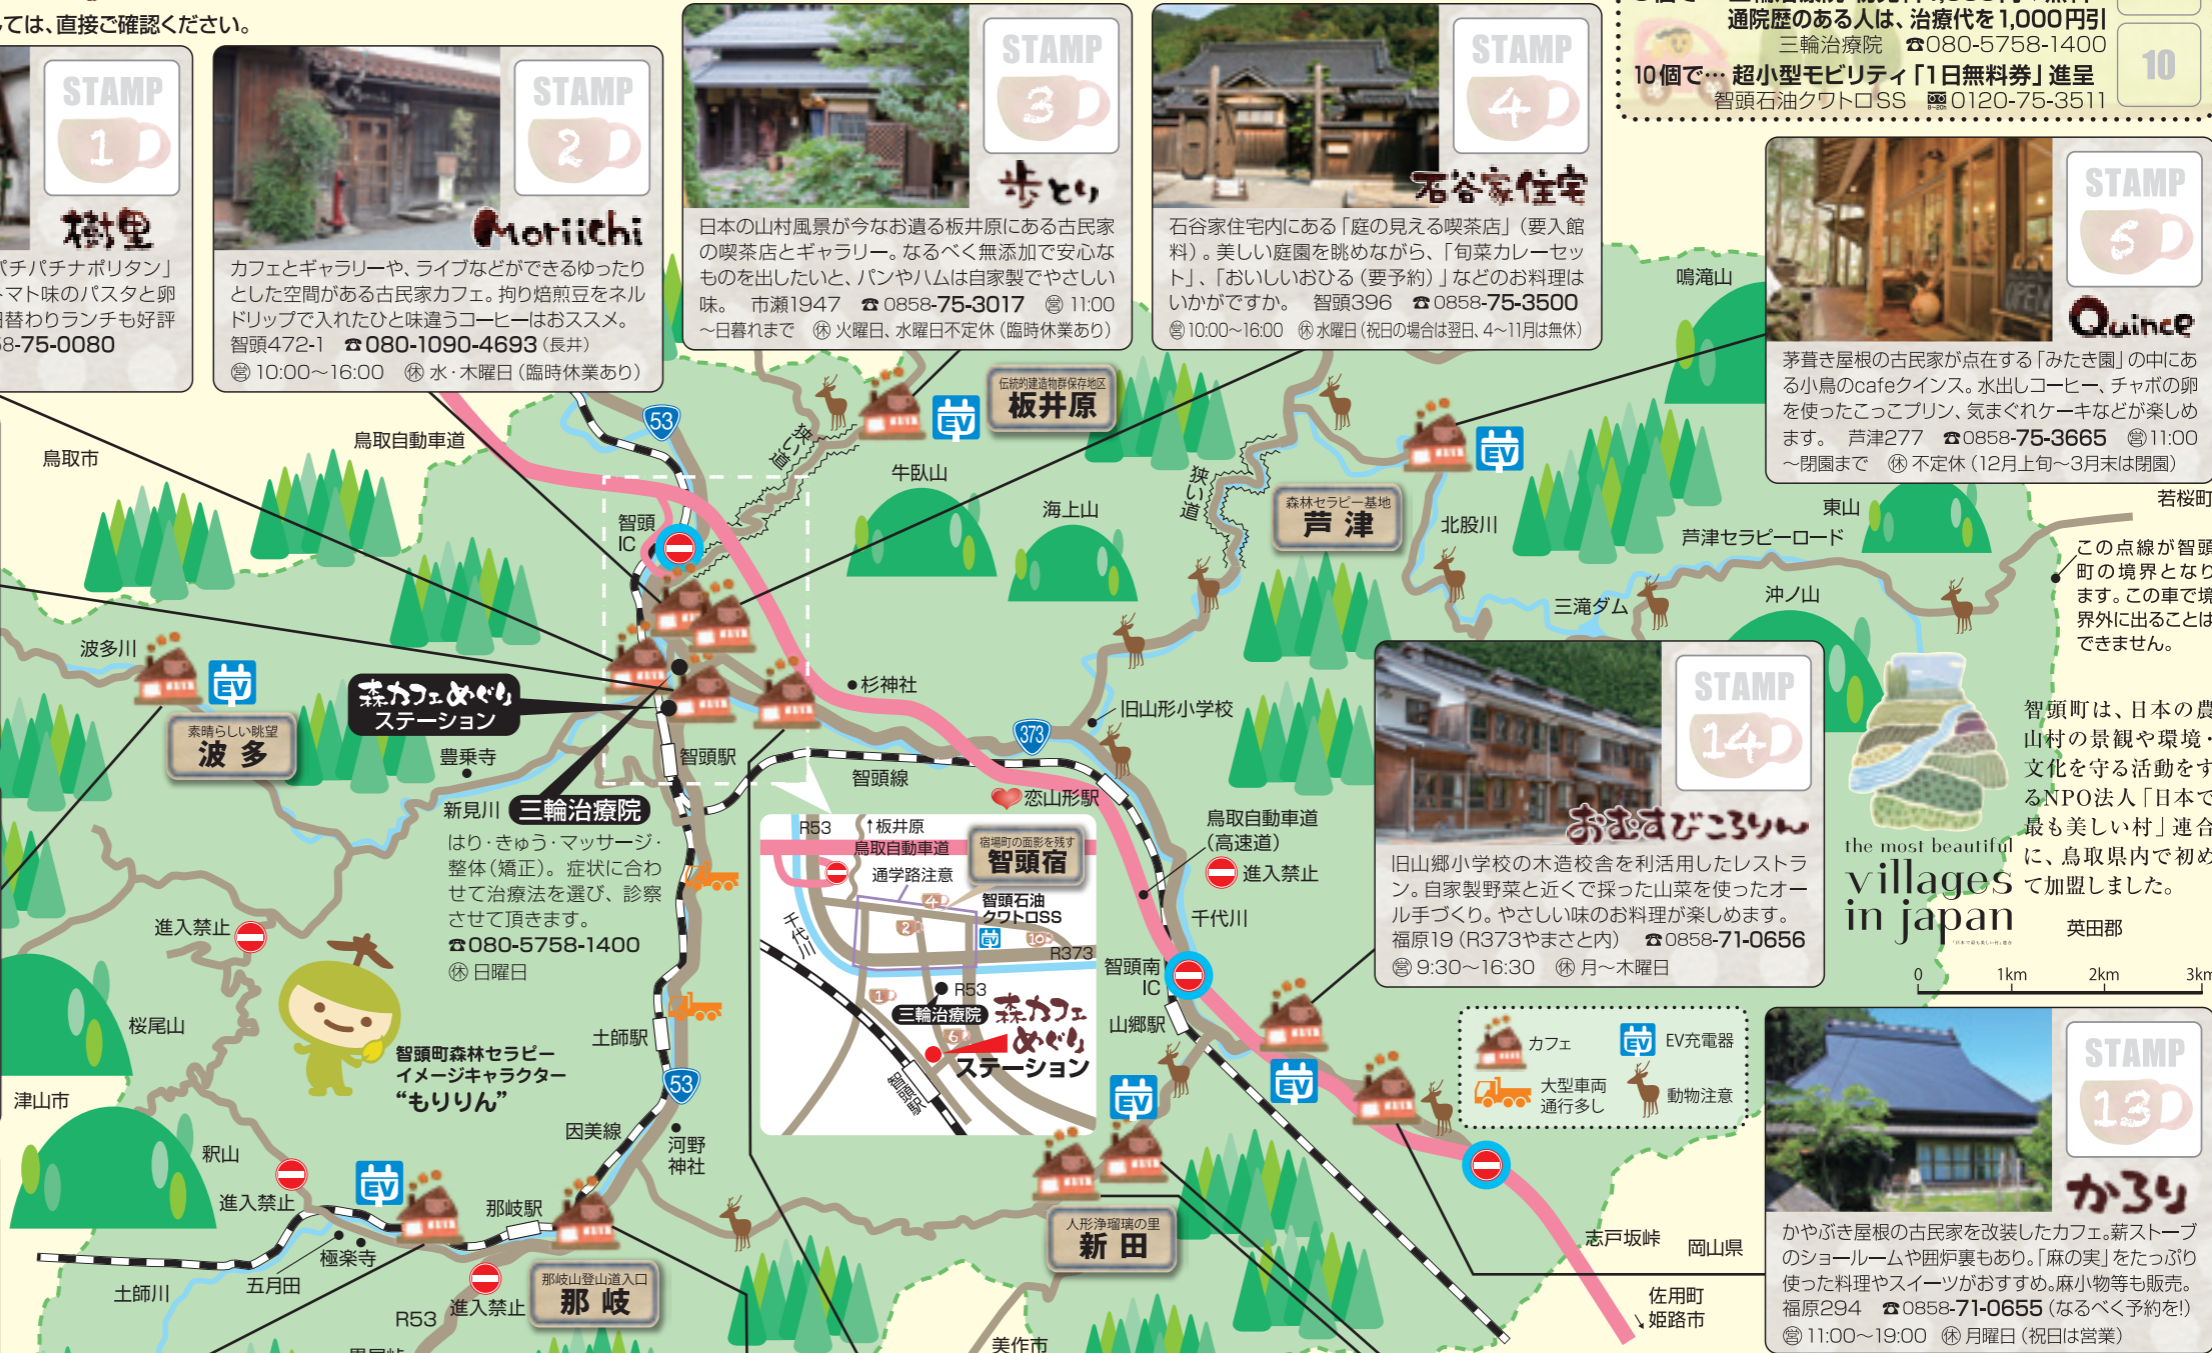 しては、直接ご確認ください。
STAMP
1
樹里
パチパチナポリタン」
トマト味のパスタと卵
日替わりランチも好評
58-75-0080
STAMP
2
Moriichi
カフェとギャラリーや、ライブなどができるゆったり
とした空間がある古民家カフェ。拘り焙煎豆をネル
ドリップで入れたひと味違うコーヒーはおススメ。
智頭472-1 ☎080-1090-4693(長井)
㊡ 水・木曜日(臨時休業あり)
営 10:00〜16:00
STAMP
3
歩とり
日本の山村風景が今なお遺る板井原にある古民家
の喫茶店とギャラリー。なるべく無添加で安心な
ものを出したいと、パンやハムは自家製でやさしい
味。 市瀬1947 ☎0858-75-3017 営11:00
〜日暮れまで ㊡ 火曜日、水曜日不定休(臨時休業あり)
STAMP
4
石谷家住宅
石谷家住宅内にある「庭の見える喫茶店」(要入館
料)。美しい庭園を眺めながら、「旬菜カレーセッ
ト」、「おいしいおひる(要予約)」などのお料理は
いかがですか。 智頭396 ☎0858-75-3500
営10:00〜16:00 ㊡水曜日(祝日の場合は翌日、4〜11月は無休)
通院歴のある人は、治療代を1,000円引
三輪治療院 ☎080-5758-1400
10個で… 超小型モビリティ「1日無料券」進呈
智頭石油クワトロSS 0120-75-3511
10
STAMP
5
Quince
茅葺き屋根の古民家が点在する「みたき園」の中にあ
る小鳥のcafeクインス。水出しコーヒー、チャボの卵
を使ったこっこプリン、気まぐれケーキなどが楽しめ
ます。 芦津277 ☎0858-75-3665 営11:00
〜閉園まで ㊡ 不定休(12月上旬〜3月末は閉園)
鳴滝山
鳥取市
鳥取自動車道
53
狭い道
EV
伝統的建造物群保存地区
板井原
牛臥山
海上山
狭い道
EV
森林セラピー基地
芦津
北股川
東山
若桜町
芦津セラピーロード
三滝ダム
沖ノ山
この点線が智頭
町の境界となり
ます。この車で境
界外に出ることは
できません。
智頭
IC
波多川
EV
素晴らしい眺望
波多
森カフェめぐり
ステーション
豊乗寺
新見川
智頭駅
杉神社
旧山形小学校
373
智頭線
恋山形駅
三輪治療院
はり・きゅう・マッサージ・
整体(矯正)。症状に合わ
せて治療法を選び、診察
させて頂きます。
☎080-5758-1400
㊡ 日曜日
R53
↑板井原
鳥取自動車道
宿場町の面影を残す
智頭宿
通学路注意
4
智頭石油
クワトロSS
2
EV
10
千代川
R373
1
R53
三輪治療院
6
森カフェ
めぐり
ステーション
智頭駅
鳥取自動車道
(高速道)
進入禁止
千代川
智頭南
IC
山郷駅
STAMP
14
おむすびころりん
旧山郷小学校の木造校舎を利活用したレストラ
ン。自家製野菜と近くで採った山菜を使ったオー
ル手づくり。やさしい味のお料理が楽しめます。
福原19(R373やまさと内) ☎0858-71-0656
営 9:30〜16:30 ㊡ 月〜木曜日
智頭町は、日本の農
山村の景観や環境・
文化を守る活動をす
るNPO法人「日本で
最も美しい村」連合
に、鳥取県内で初め
て加盟しました。
the most beautiful
villages
in japan
英田郡
0 1km 2km 3km
カフェ
EV
EV充電器
大型車両
通行多し
動物注意
STAMP
13
かろり
かやぶき屋根の古民家を改装したカフェ。薪ストーブ
のショールームや囲炉裏もあり。「麻の実」をたっぷり
使った料理やスイーツがおすすめ。麻小物等も販売。
福原294 ☎0858-71-0655(なるべく予約を!)
営11:00〜19:00 ㊡ 月曜日(祝日は営業)
進入禁止
桜尾山
智頭町森林セラピー
イメージキャラクター
“もりりん”
津山市
釈山
進入禁止
EV
土師駅
53
因美線
河野
神社
那岐駅
極楽寺
五月田
土師川
R53
進入禁止
那岐山登山道入口
那岐
EV
EV
人形浄瑠璃の里
新田
美作市
志戸坂峠
岡山県
佐用町
姫路市